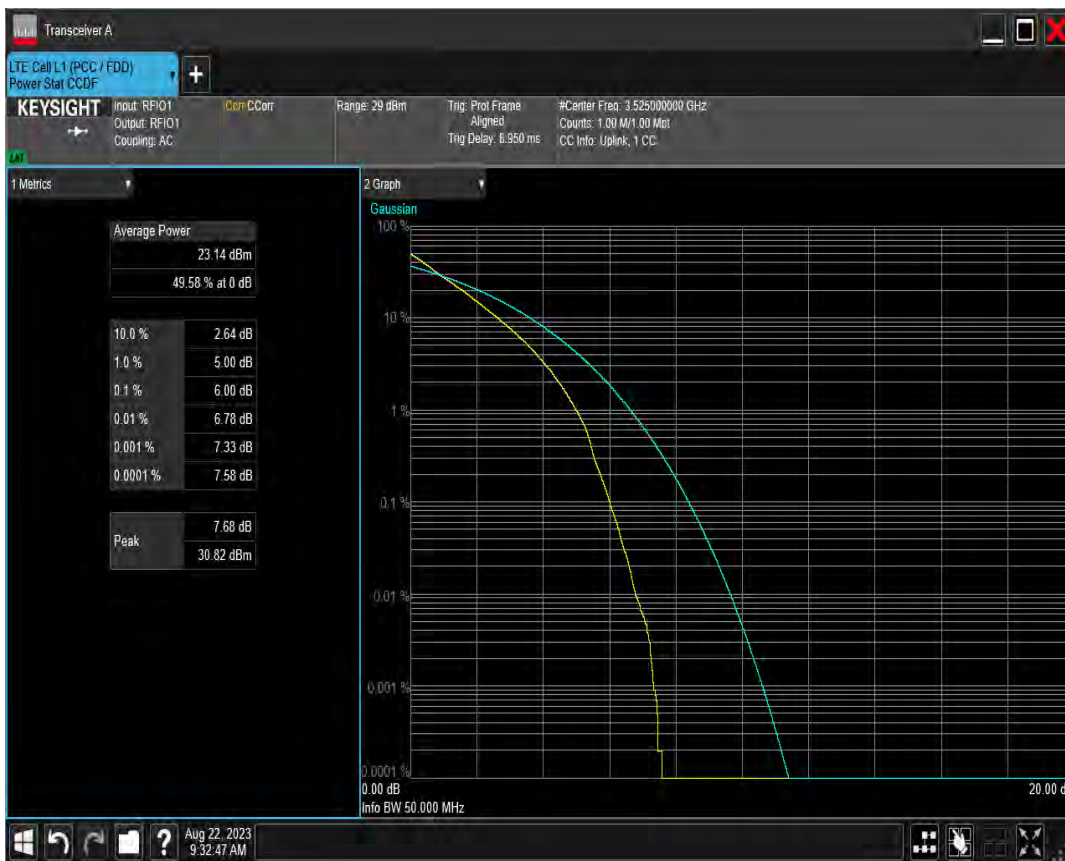 Transceiver A
LTE Cell L1 (PCC / FDD)
Power Stat CCDF
+
KEYSIGHT
Input: RFIO1
Output: RFIO1
Coupling: AC
Corr CCorr
Range: 29 dBm
Trig: Prot Frame
Aligned
Trig Delay: 8.950 ms
#Center Freq: 3.525000000 GHz
Counts: 1.00 M/1.00 Mpt
CC Info: Uplink, 1 CC
1 Metrics
Average Power
23.14 dBm
49.58 % at 0 dB
10.0 % 2.64 dB
1.0 % 5.00 dB
0.1 % 6.00 dB
0.01 % 6.78 dB
0.001 % 7.33 dB
0.0001 % 7.58 dB
Peak
7.68 dB
30.82 dBm
2 Graph
Gaussian
100 %
10 %
1 %
0.1 %
0.01 %
0.001 %
0.0001 %
0.00 dB
20.00 d
Info BW 50.000 MHz
?
Aug 22, 2023
9:32:47 AM